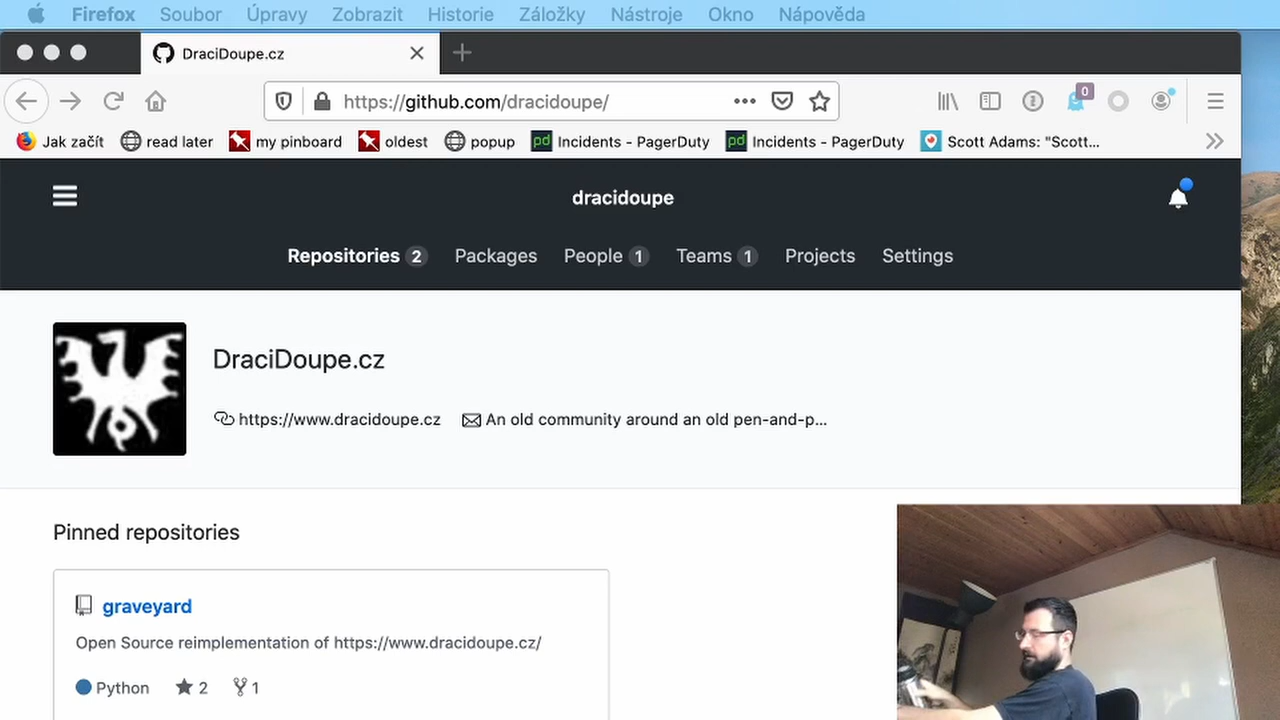 Firefox Soubor Úpravy Zobrazit Historie Záložky Nástroje Okno Nápověda
DraciDoupe.cz
https://github.com/dracidoupe/
0
Jak začít read later my pinboard oldest popup pd Incidents - PagerDuty pd Incidents - PagerDuty Scott Adams: "Scott...
dracidoupe
Repositories 2 Packages People 1 Teams 1 Projects Settings
DraciDoupe.cz
https://www.dracidoupe.cz An old community around an old pen-and-p...
Pinned repositories
graveyard
Open Source reimplementation of https://www.dracidoupe.cz/
Python 2 1